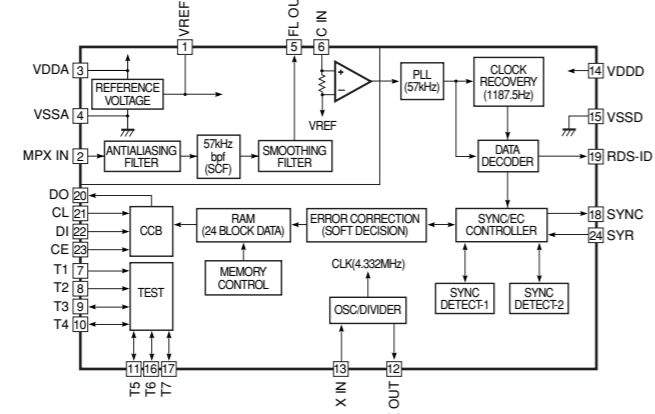 VREF
FL OU
C IN
1
5
6
VDDA
3
REFERENCE
VOLTAGE
VSSA
4
+
−
VREF
PLL
(57kHz)
CLOCK
RECOVERY
(1187.5Hz)
14
VDDD
15
VSSD
MPX IN
2
ANTIALIASING
FILTER
57kHz
bpf
(SCF)
SMOOTHING
FILTER
DATA
DECODER
19
RDS-ID
DO
20
CL
21
DI
22
CE
23
CCB
RAM
(24 BLOCK DATA)
ERROR CORRECTION
(SOFT DECISION)
SYNC/EC
CONTROLLER
18
SYNC
24
SYR
T1
7
T2
8
T3
9
T4
10
TEST
MEMORY
CONTROL
CLK(4.332MHz)
OSC/DIVIDER
SYNC
DETECT-1
SYNC
DETECT-2
11
16
17
13
12
T5
T6
T7
X IN
OUT